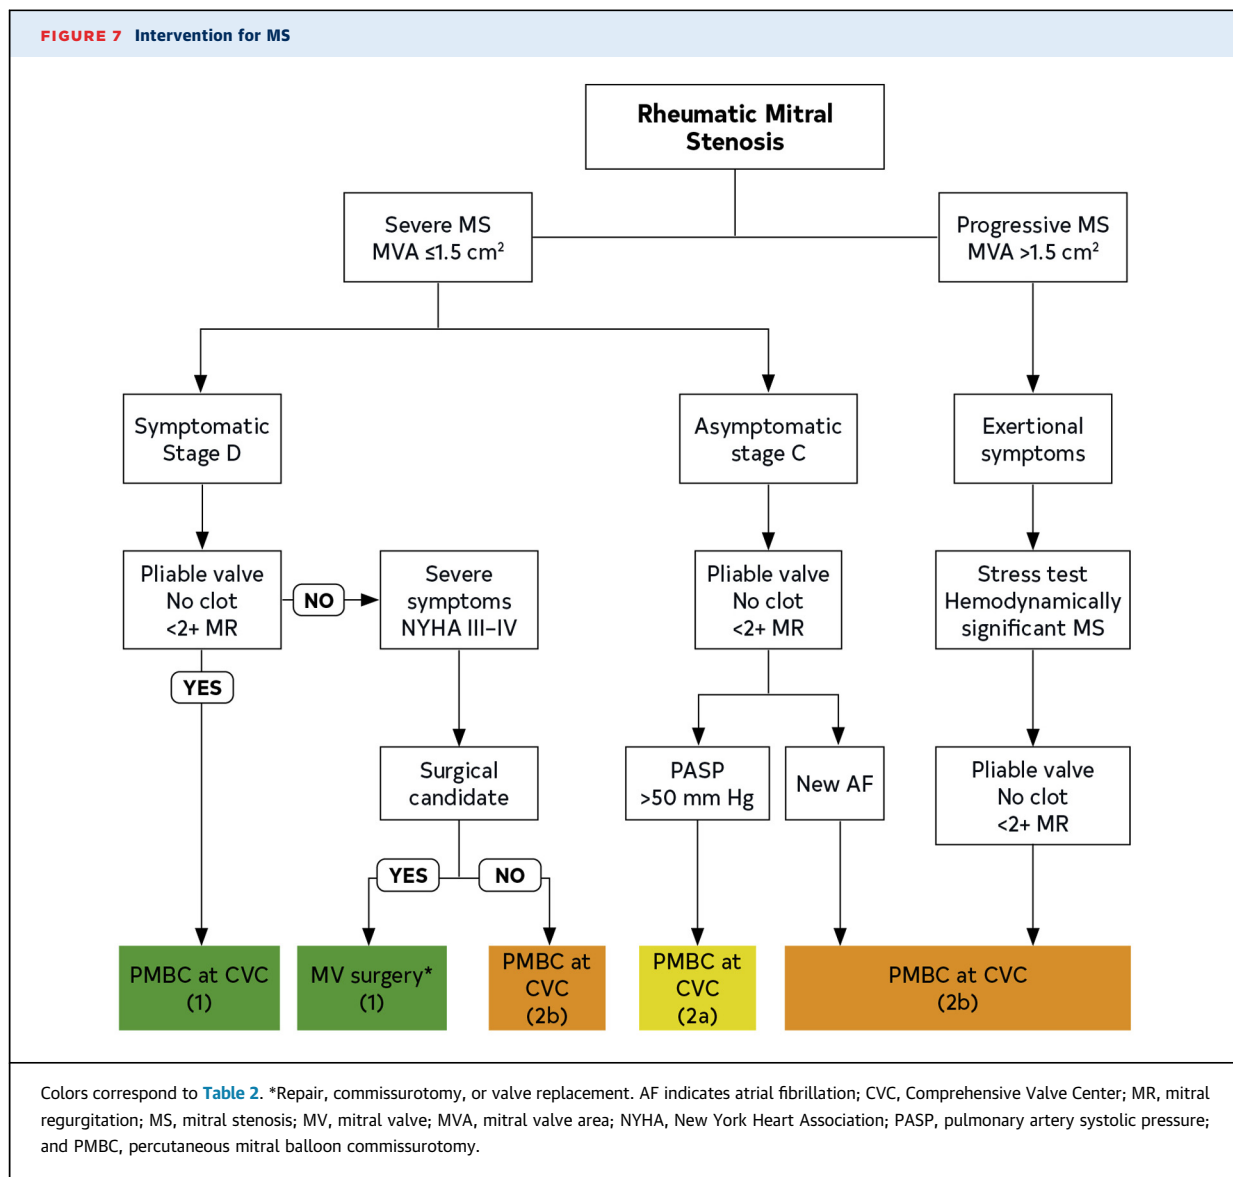 FIGURE 7 Intervention for MS
Rheumatic Mitral
Stenosis
Severe MS
MVA ≤1.5 cm²
Progressive MS
MVA >1.5 cm²
Symptomatic
Stage D
Asymptomatic
stage C
Exertional
symptoms
Pliable valve
No clot
<2+ MR
NO
Severe
symptoms
NYHA III–IV
Pliable valve
No clot
<2+ MR
Stress test
Hemodynamically
significant MS
YES
Surgical
candidate
PASP
>50 mm Hg
New AF
Pliable valve
No clot
<2+ MR
YES
NO
PMBC at CVC
(1)
MV surgery*
(1)
PMBC at
CVC
(2b)
PMBC at
CVC
(2a)
PMBC at CVC
(2b)
Colors correspond to Table 2. *Repair, commissurotomy, or valve replacement. AF indicates atrial fibrillation; CVC, Comprehensive Valve Center; MR, mitral
regurgitation; MS, mitral stenosis; MV, mitral valve; MVA, mitral valve area; NYHA, New York Heart Association; PASP, pulmonary artery systolic pressure;
and PMBC, percutaneous mitral balloon commissurotomy.